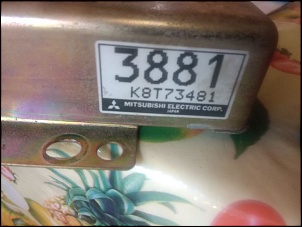 3881
K8T73481
MITSUBISHI ELECTRIC CORP.
JAPAN